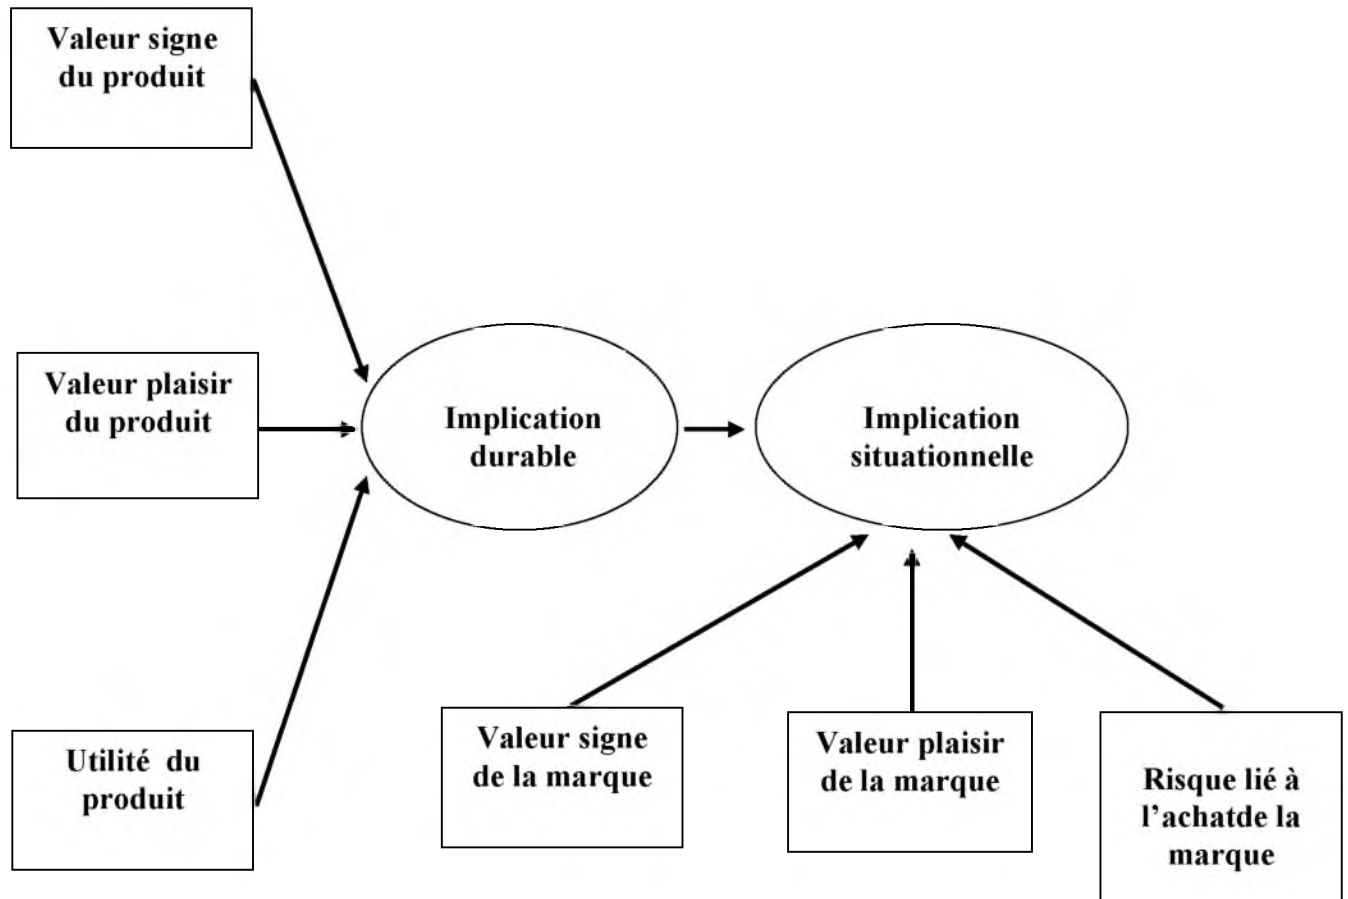 Valeur signe
du produit
Valeur plaisir
du produit
Implication
durable
Implication
situationnelle
Utilité du
produit
Valeur signe
de la marque
Valeur plaisir
de la marque
Risque lié à
l’achatde la
marque